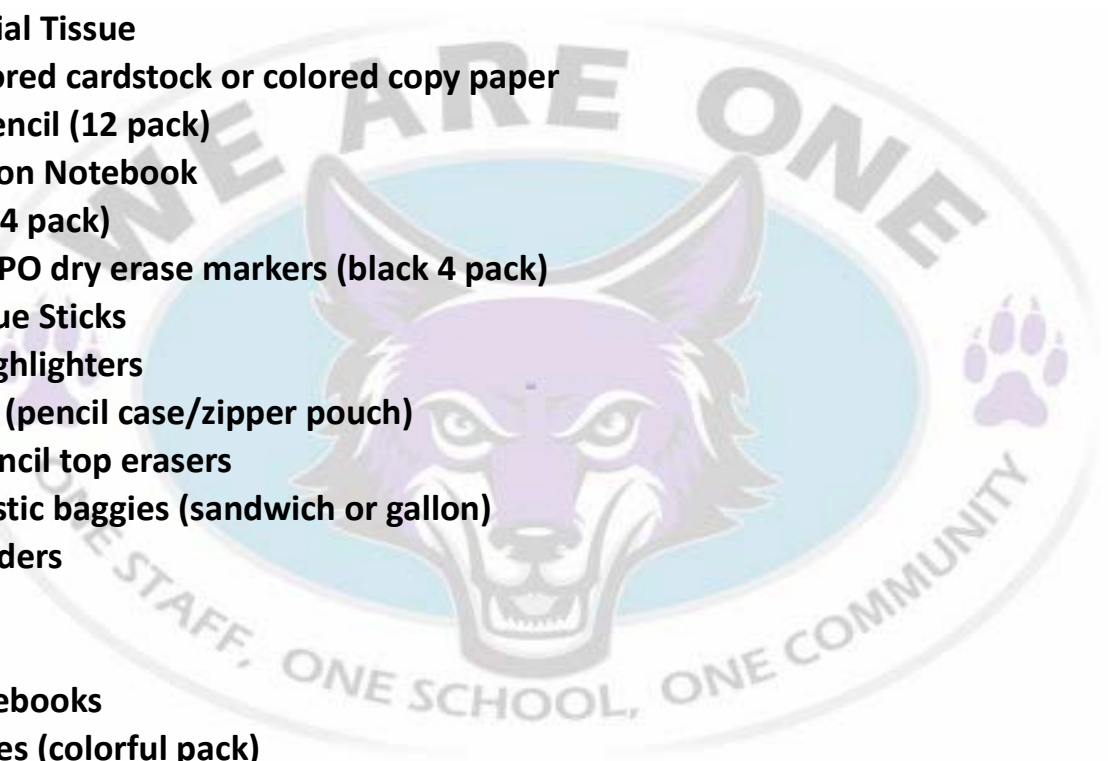 ial Tissue
ored cardstock or colored copy paper
encil (12 pack)
on Notebook
4 pack)
PO dry erase markers (black 4 pack)
ue Sticks
ghlighters
(pencil case/zipper pouch)
ncil top erasers
stic baggies (sandwich or gallon)
ders
ebooks
es (colorful pack)
WE ARE ONE
ONE STAFF, ONE SCHOOL, ONE COMMUNITY